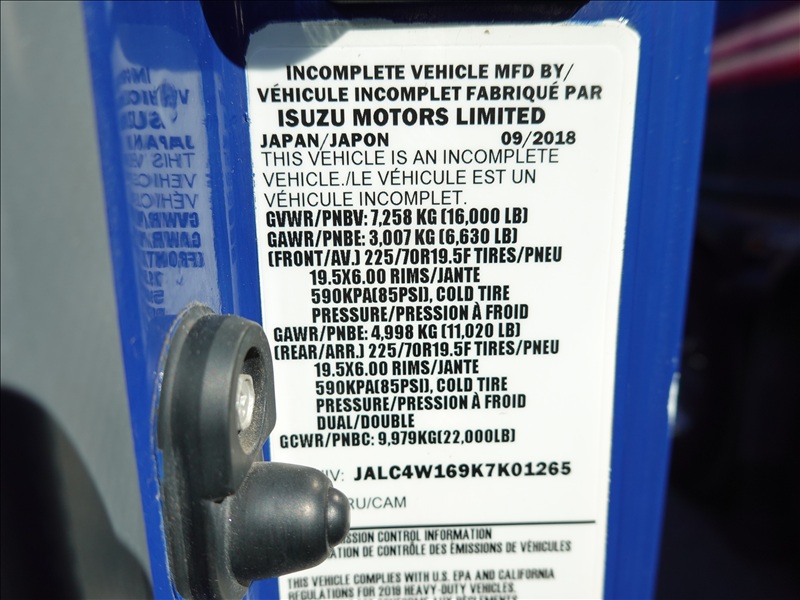 INCOMPLETE VEHICLE MFD BY/
VÉHICULE INCOMPLET FABRIQUÉ PAR
ISUZU MOTORS LIMITED
JAPAN/JAPON 09/2018
THIS VEHICLE IS AN INCOMPLETE
VEHICLE./LE VÉHICULE EST UN
VÉHICULE INCOMPLET.
GVWR/PNBV: 7,258 KG (16,000 LB)
GAWR/PNBE: 3,007 KG (6,630 LB)
(FRONT/AV.) 225/70R19.5F TIRES/PNEU
19.5X6.00 RIMS/JANTE
590KPA(85PSI), COLD TIRE
PRESSURE/PRESSION À FROID
GAWR/PNBE: 4,998 KG (11,020 LB)
(REAR/ARR.) 225/70R19.5F TIRES/PNEU
19.5X6.00 RIMS/JANTE
590KPA(85PSI), COLD TIRE
PRESSURE/PRESSION À FROID
DUAL/DOUBLE
GCWR/PNBC: 9,979KG(22,000LB)
IV: JALC4W169K7K01265
RU/CAM
SSION CONTROL INFORMATION
ATION DE CONTRÔLE DES ÉMISSIONS DE VÉHICULES
THIS VEHICLE COMPLIES WITH U.S. EPA AND CALIFORNIA
REGULATIONS FOR 2019 HEAVY-DUTY VEHICLES.